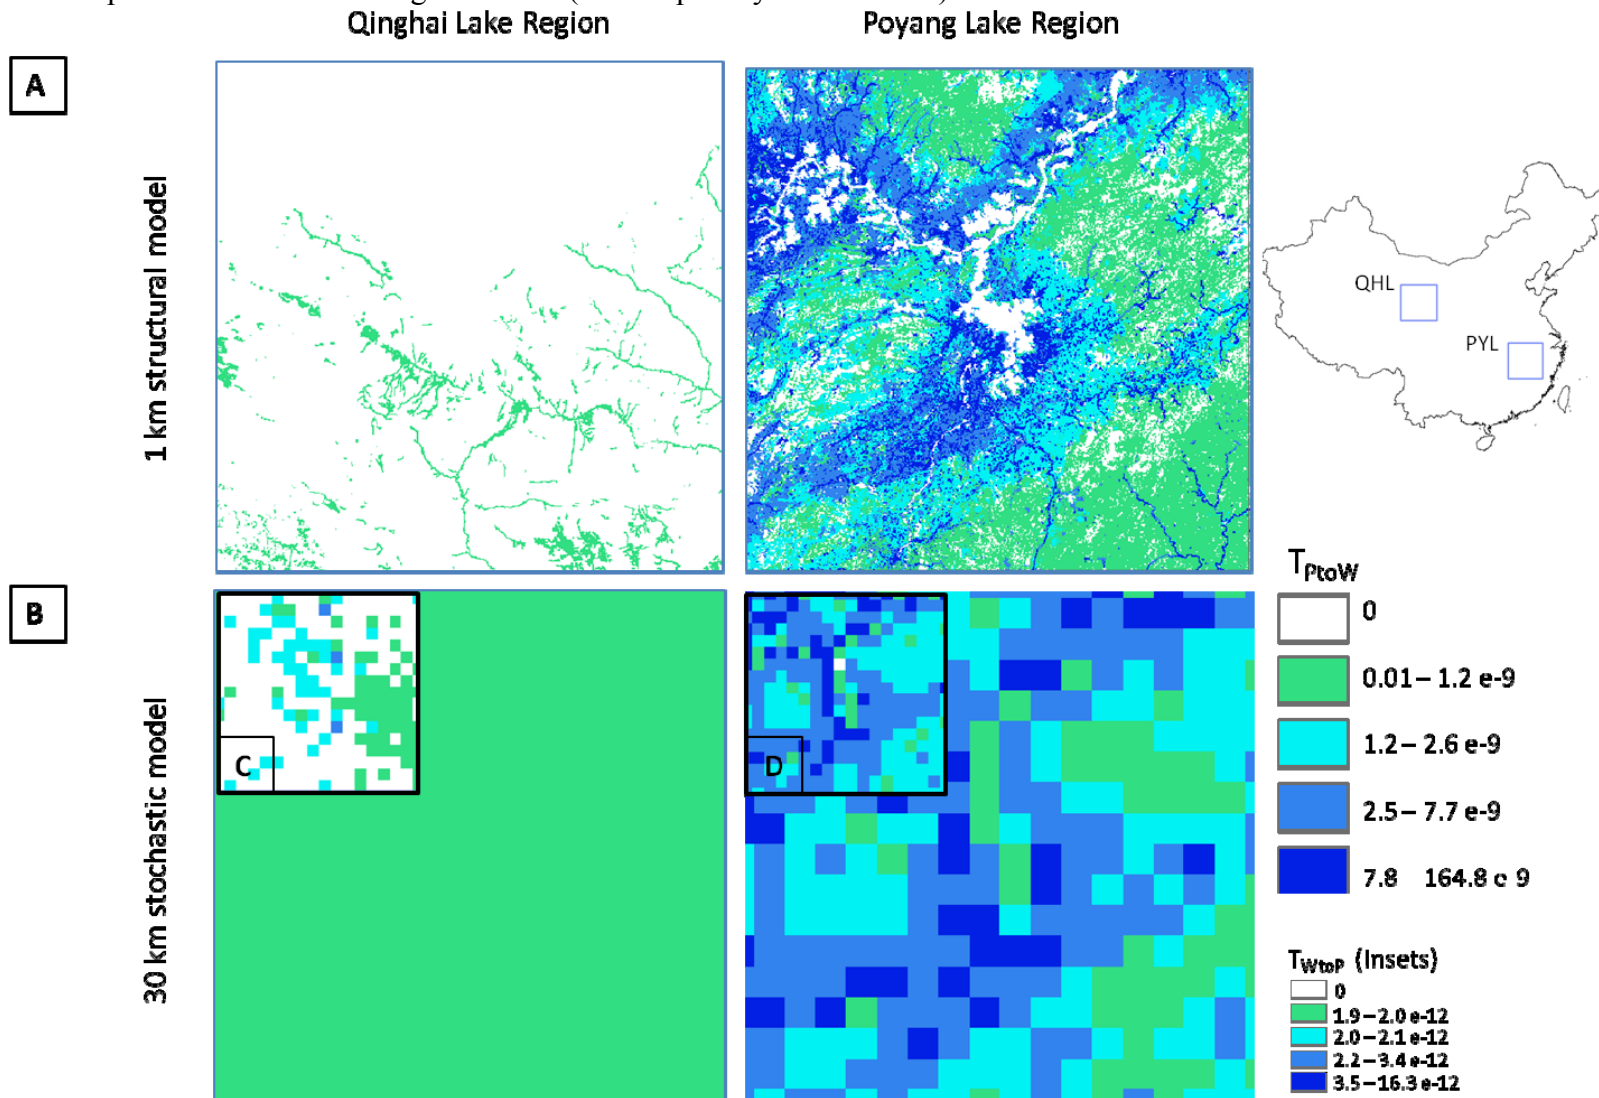 Qinghai Lake Region
Poyang Lake Region
A
1 km structural model
QHL
PYL
B
30 km stochastic model
C
D
TPtoW
0
0.01 – 1.2 e-9
1.2 – 2.6 e-9
2.5 – 7.7 e-9
7.8 164.8 e 9
TWtoP (Insets)
0
1.9 – 2.0 e-12
2.0 – 2.1 e-12
2.2 – 3.4 e-12
3.5 – 16.3 e-12